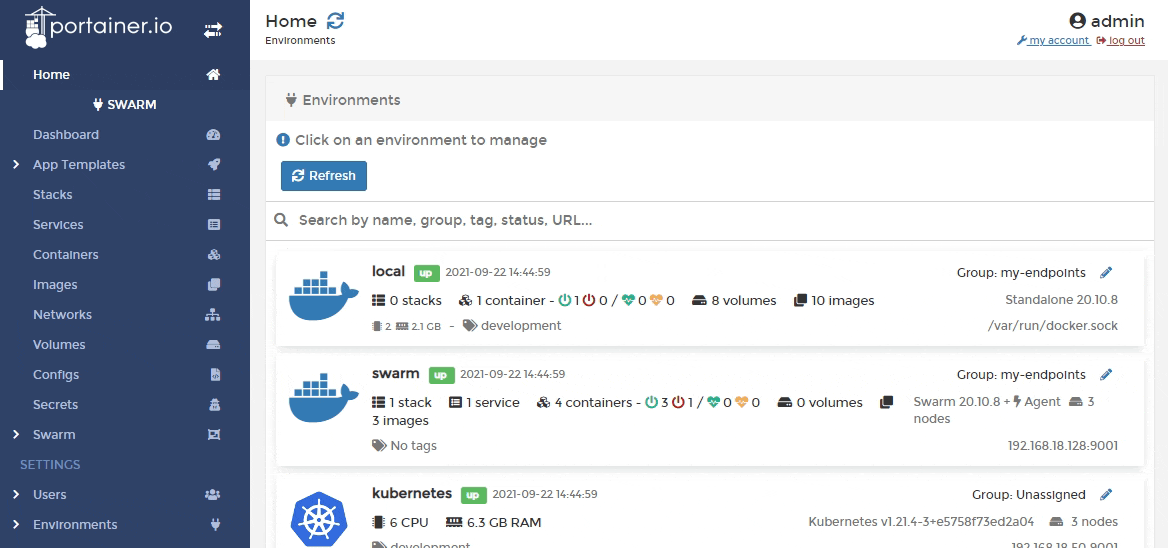 portainer.io
Home
SWARM
Dashboard
App Templates
Stacks
Services
Containers
Images
Networks
Volumes
Configs
Secrets
Swarm
SETTINGS
Users
Environments
Home
Environments
admin
my account log out
Environments
Click on an environment to manage
Refresh
Search by name, group, tag, status, URL...
local up 2021-09-22 14:44:59 Group: my-endpoints
0 stacks 1 container - 1 0 / 0 0 8 volumes 10 images Standalone 20.10.8
2 2.1 GB - development /var/run/docker.sock
swarm up 2021-09-22 14:44:59 Group: my-endpoints
1 stack 1 service 4 containers - 3 1 / 0 0 0 volumes
3 images
Swarm 20.10.8 + Agent 3
nodes
No tags 192.168.18.128:9001
kubernetes up 2021-09-22 14:44:59 Group: Unassigned
6 CPU 6.3 GB RAM Kubernetes v1.21.4-3+e5758f73ed2a04 3 nodes
development 192.168.18.50:9001